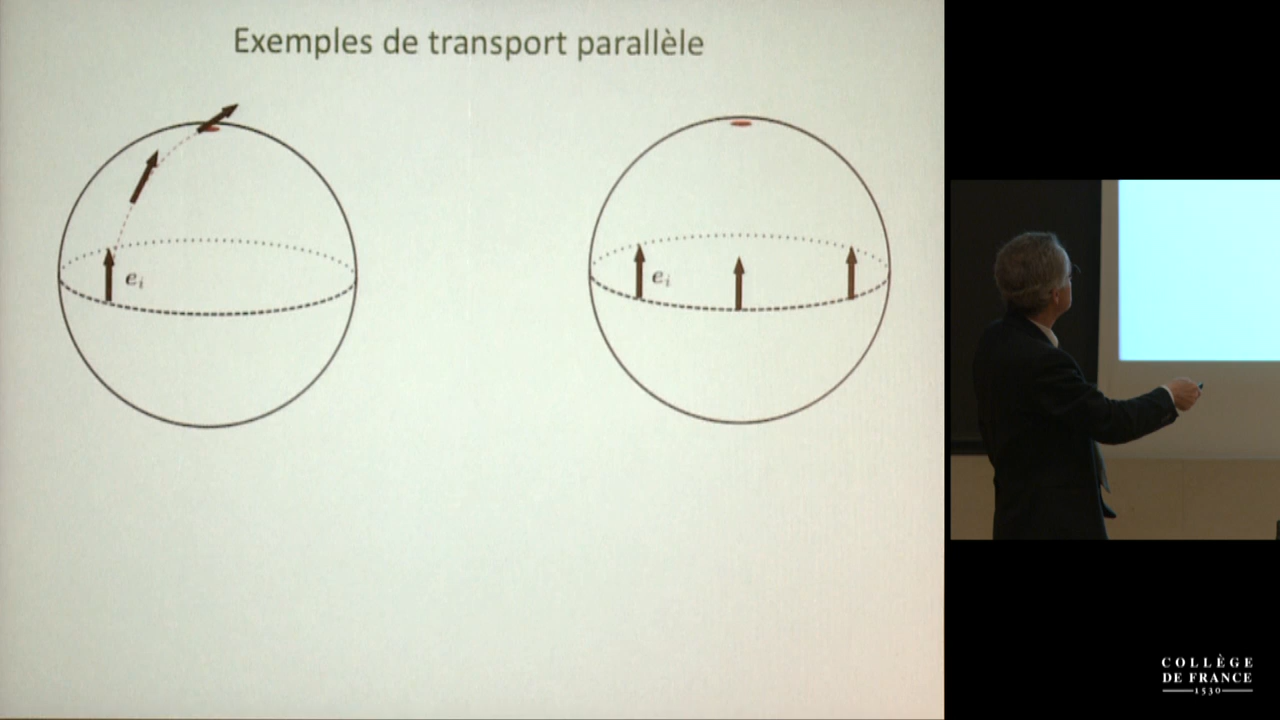 Exemples de transport parallèle
e_i
e_i
COLLÈGE
DE FRANCE
1530